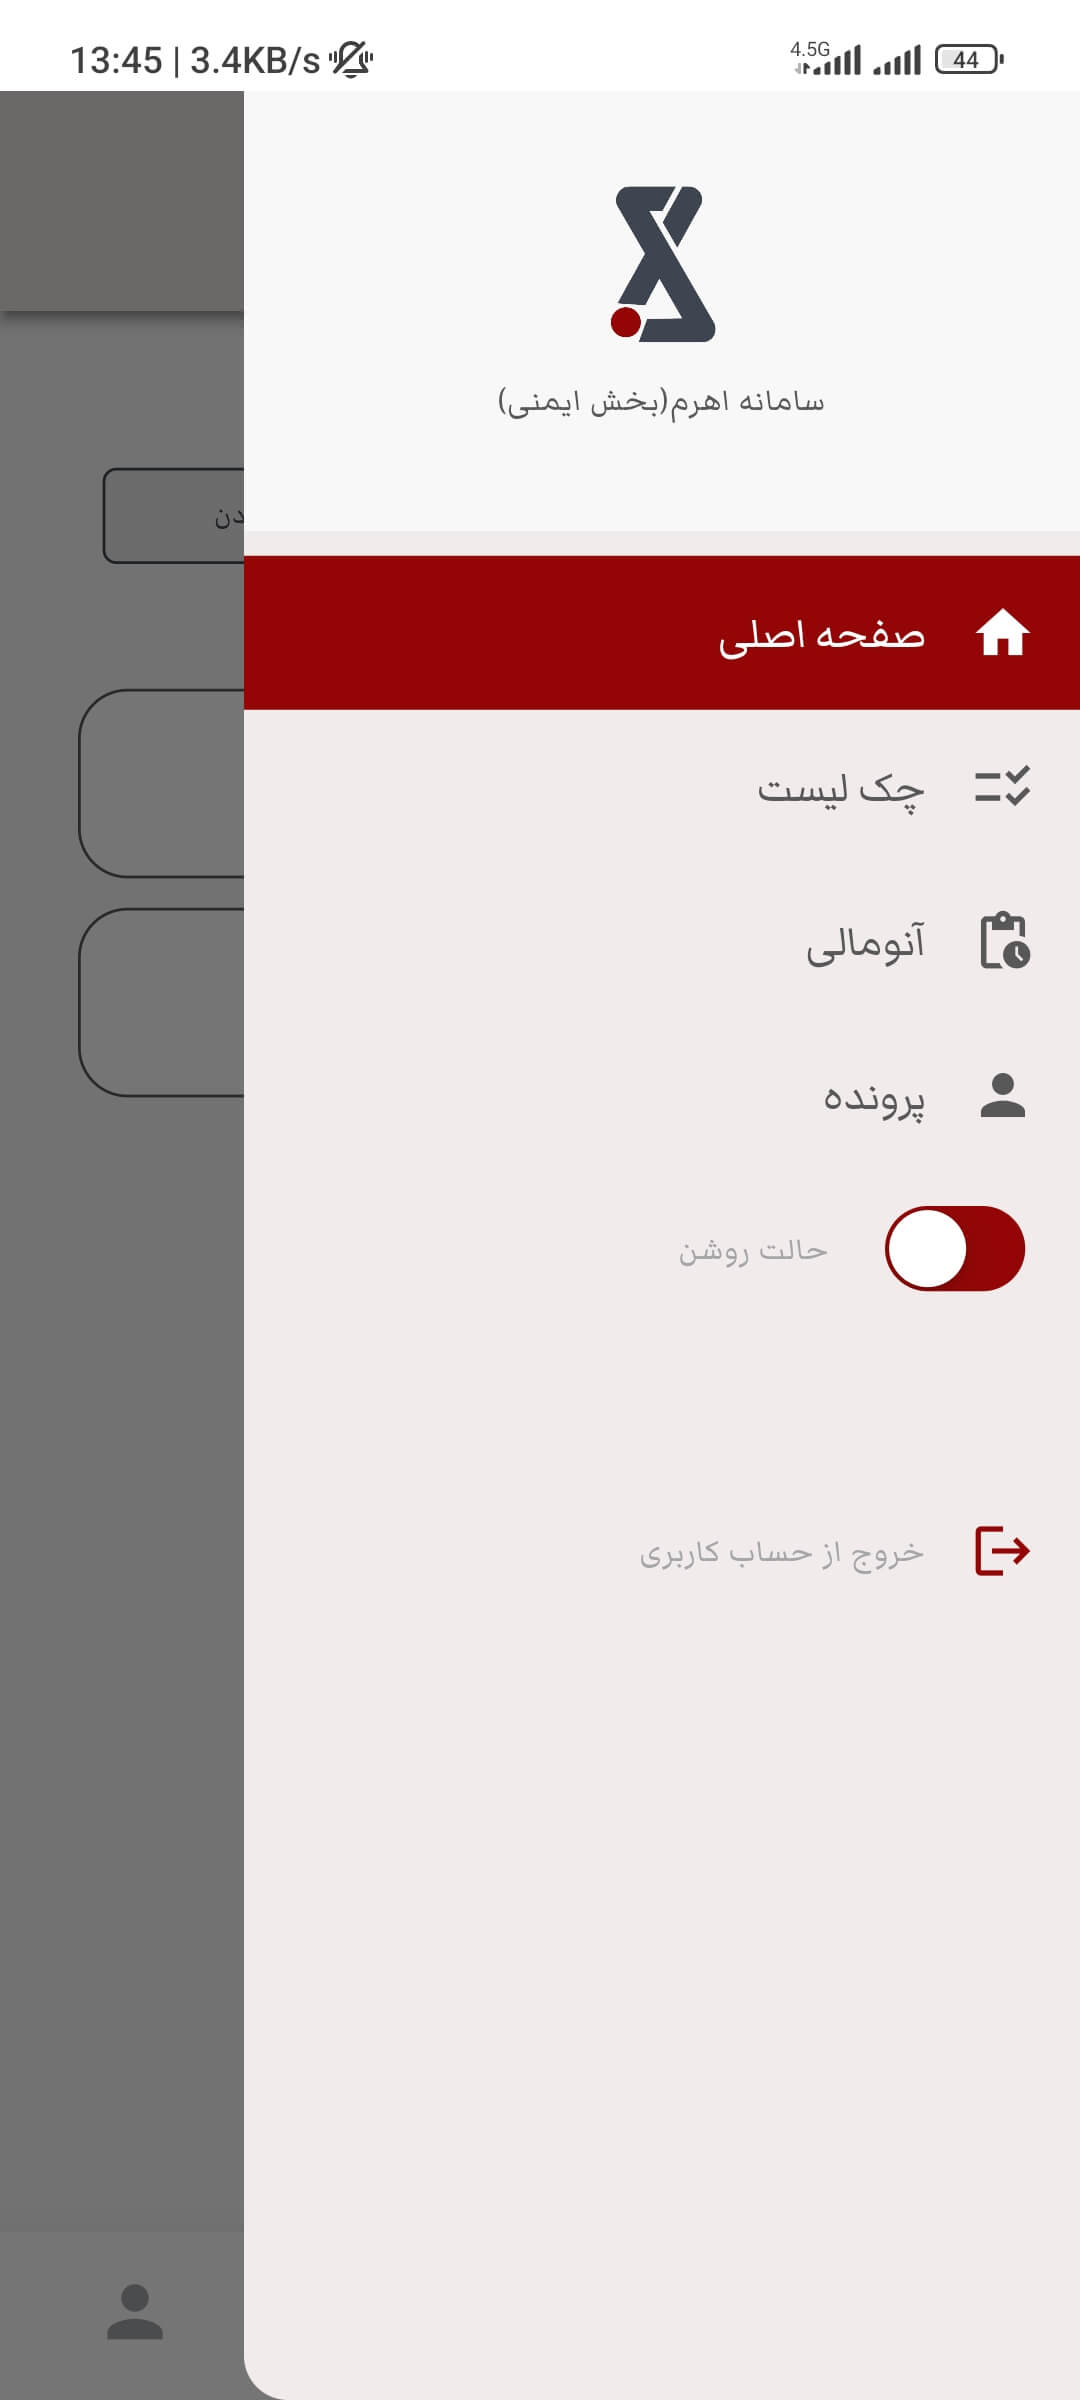 13:45 | 3.4KB/s
4.5G
44
سامانه اهرم(بخش ایمنی)
دن
صفحه اصلی
چک لیست
آنومالی
پرونده
حالت روشن
خروج از حساب کاربری